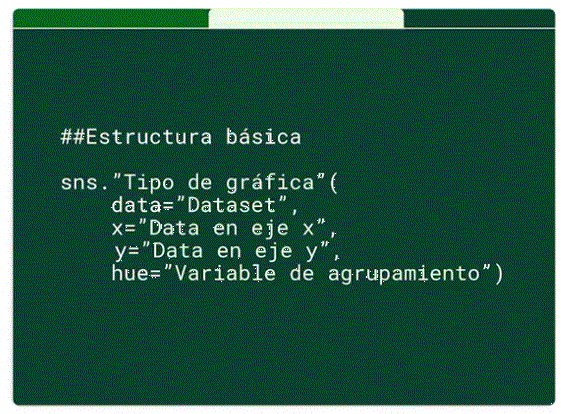 ##Estructura básica
sns.”Tipo de gráfica”(
data=”Dataset”,
x=”Data en eje x”,
y=”Data en eje y”,
hue=”Variable de agrupamiento”)